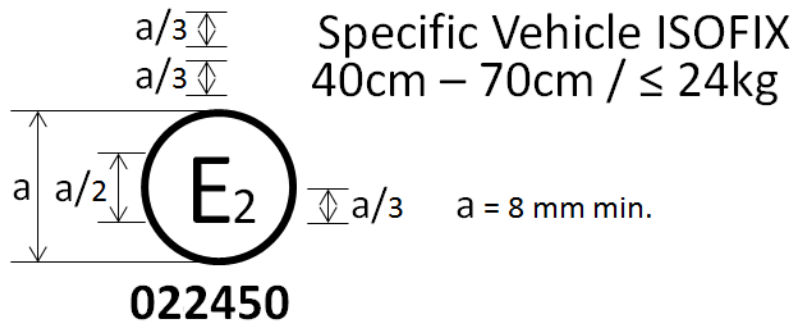 a/3 Specific Vehicle ISOFIX
a/3 40cm – 70cm / ≤ 24kg
a a/2 E2 a/3 a = 8 mm min.
022450